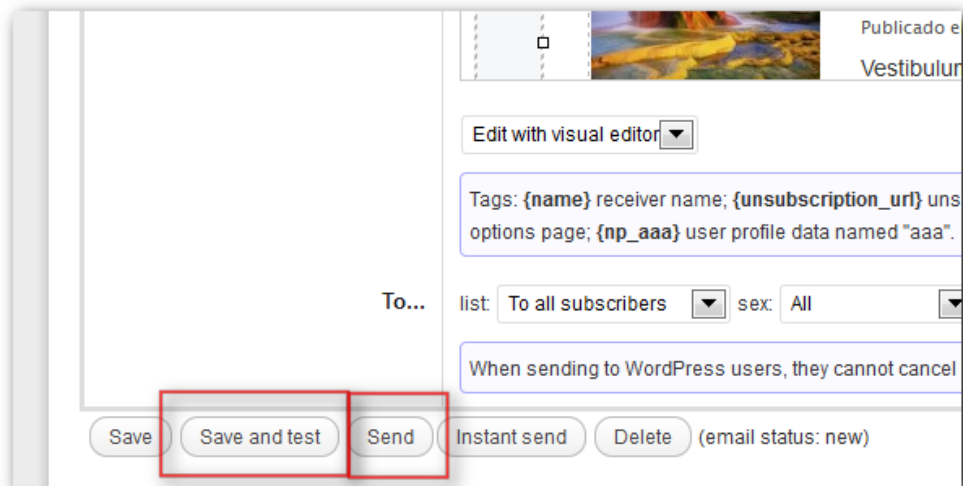 Publicado e
Vestibulum
Edit with visual editor
Tags: {name} receiver name; {unsubscription_url} uns
options page; {np_aaa} user profile data named "aaa".
To... list: To all subscribers sex: All
When sending to WordPress users, they cannot cancel
Save Save and test Send Instant send Delete (email status: new)